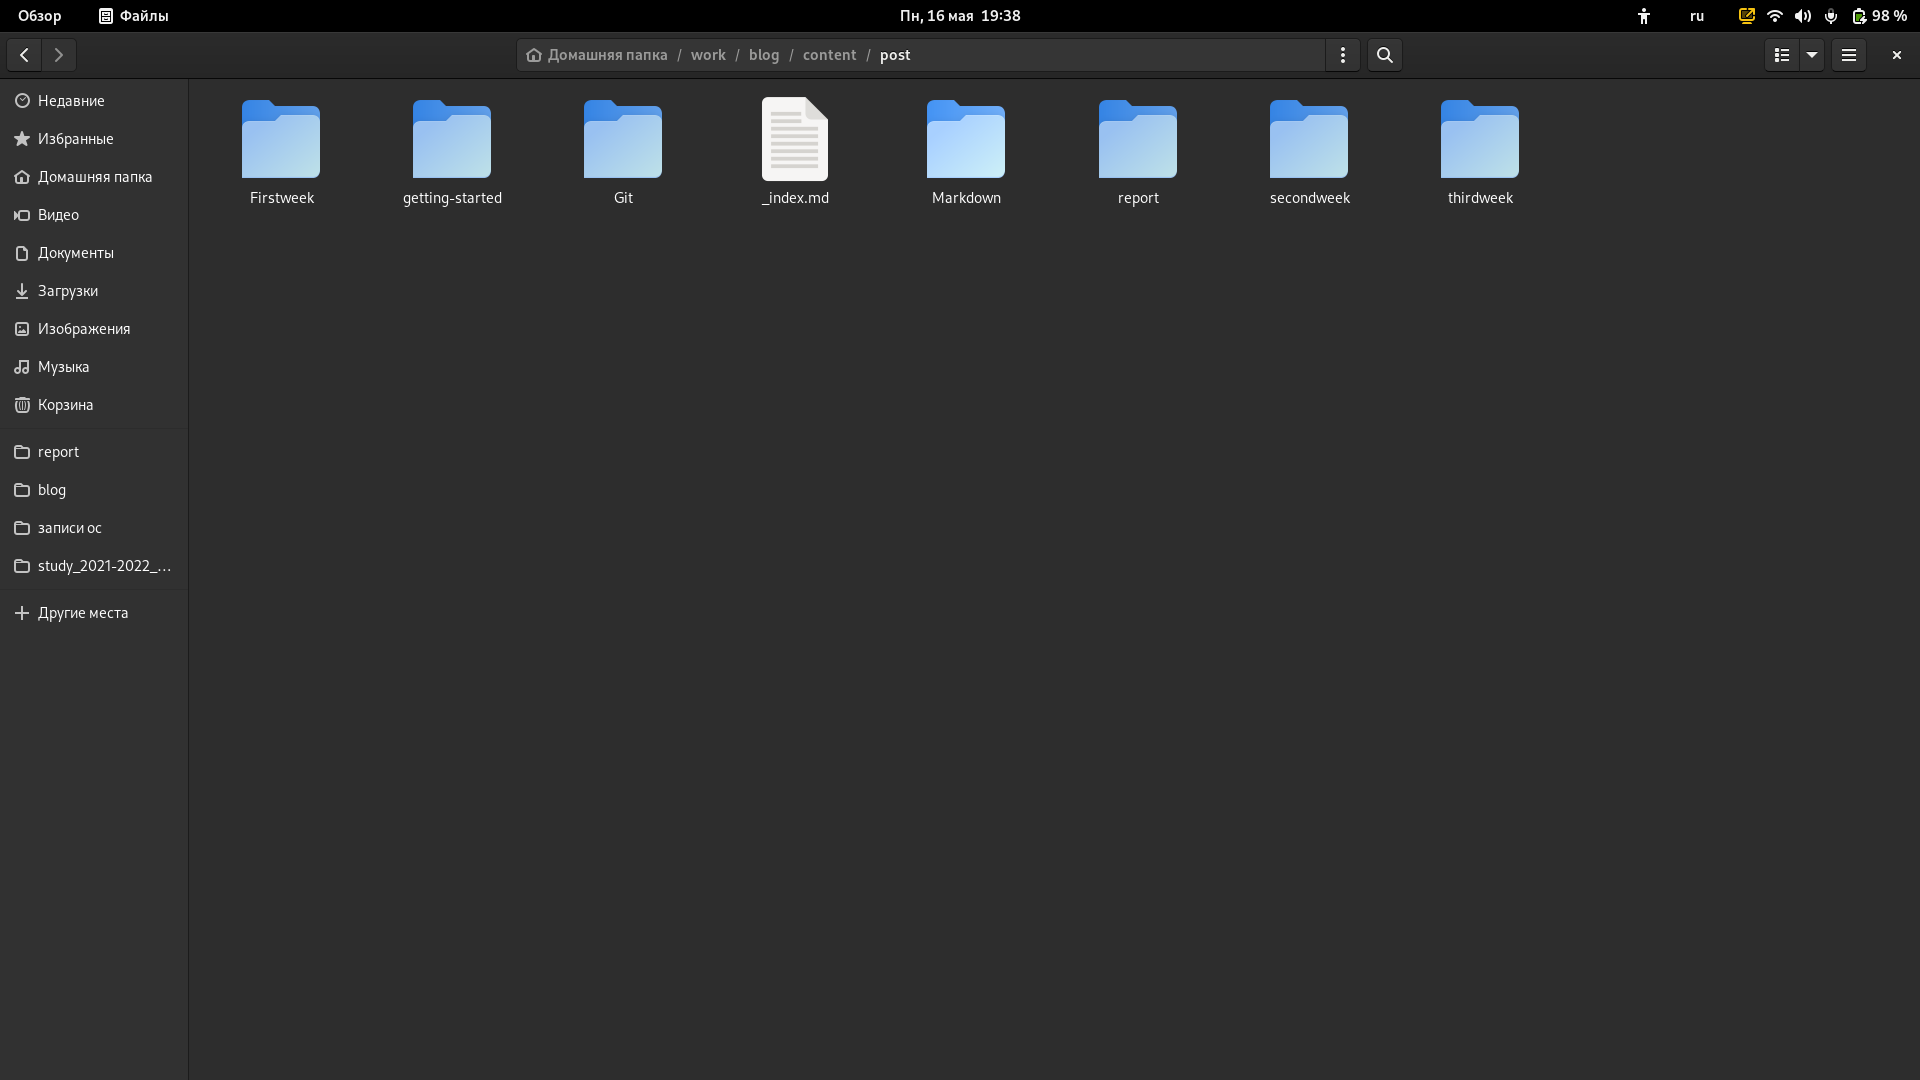 Обзор Файлы Пн, 16 мая 19:38 ru 98 %
Домашняя папка / work / blog / content / post
Недавние
Избранные
Домашняя папка
Видео
Документы
Загрузки
Изображения
Музыка
Корзина
report
blog
записи ос
study_2021-2022_…
Другие места
Firstweek getting-started Git _index.md Markdown report secondweek thirdweek